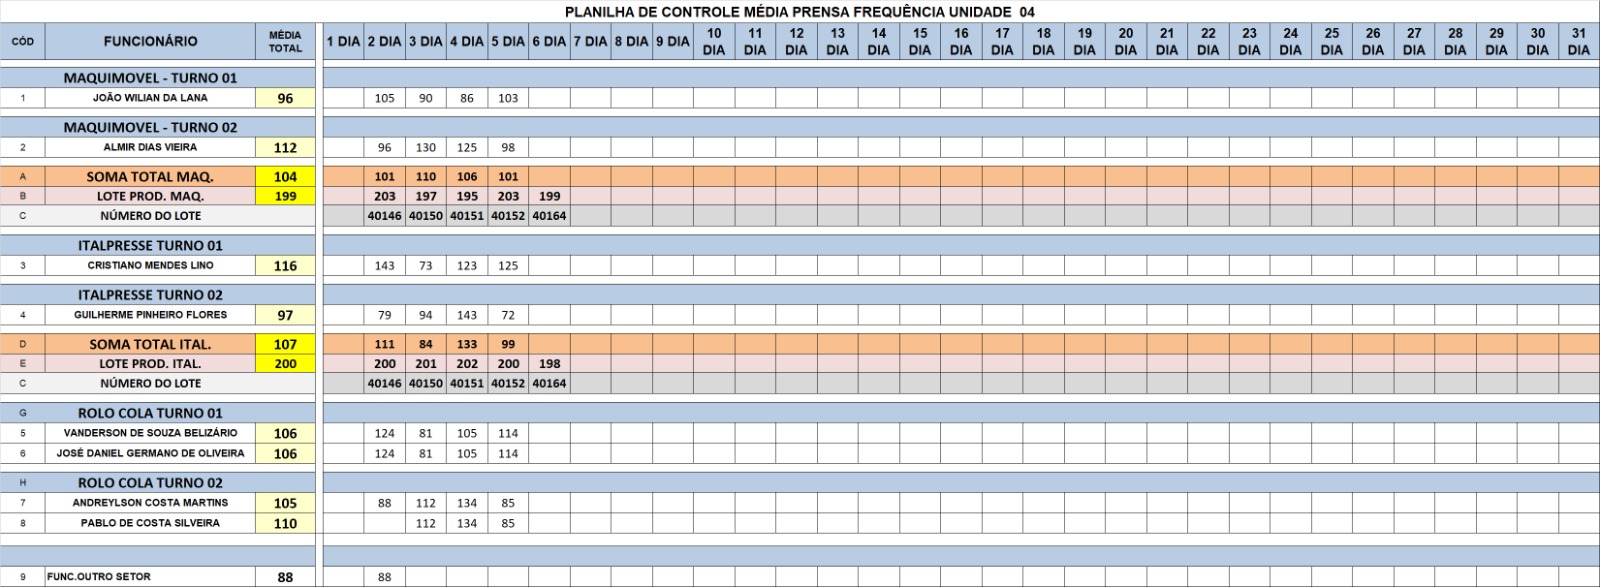 PLANILHA DE CONTROLE MÉDIA PRENSA FREQUÊNCIA UNIDADE 04
CÓD FUNCIONÁRIO MÉDIA TOTAL 1 DIA 2 DIA 3 DIA 4 DIA 5 DIA 6 DIA 7 DIA 8 DIA 9 DIA 10 DIA 11 DIA 12 DIA 13 DIA 14 DIA 15 DIA 16 DIA 17 DIA 18 DIA 19 DIA 20 DIA 21 DIA 22 DIA 23 DIA 24 DIA 25 DIA 26 DIA 27 DIA 28 DIA 29 DIA 30 DIA 31 DIA
MAQUIMOVEL - TURNO 01
1 JOÃO WILIAN DA LANA 96 105 90 86 103
MAQUIMOVEL - TURNO 02
2 ALMIR DIAS VIEIRA 112 96 130 125 98
A SOMA TOTAL MAQ. 104 101 110 106 101
B LOTE PROD. MAQ. 199 203 197 195 203 199
C NÚMERO DO LOTE 40146 40150 40151 40152 40164
ITALPRESSE TURNO 01
3 CRISTIANO MENDES LINO 116 143 73 123 125
ITALPRESSE TURNO 02
4 GUILHERME PINHEIRO FLORES 97 79 94 143 72
D SOMA TOTAL ITAL. 107 111 84 133 99
E LOTE PROD. ITAL. 200 200 201 202 200 198
C NÚMERO DO LOTE 40146 40150 40151 40152 40164
G ROLO COLA TURNO 01
5 VANDERSON DE SOUZA BELIZÁRIO 106 124 81 105 114
6 JOSÉ DANIEL GERMANO DE OLIVEIRA 106 124 81 105 114
H ROLO COLA TURNO 02
7 ANDREYLSON COSTA MARTINS 105 88 112 134 85
8 PABLO DE COSTA SILVEIRA 110 112 134 85
9 FUNC.OUTRO SETOR 88 88